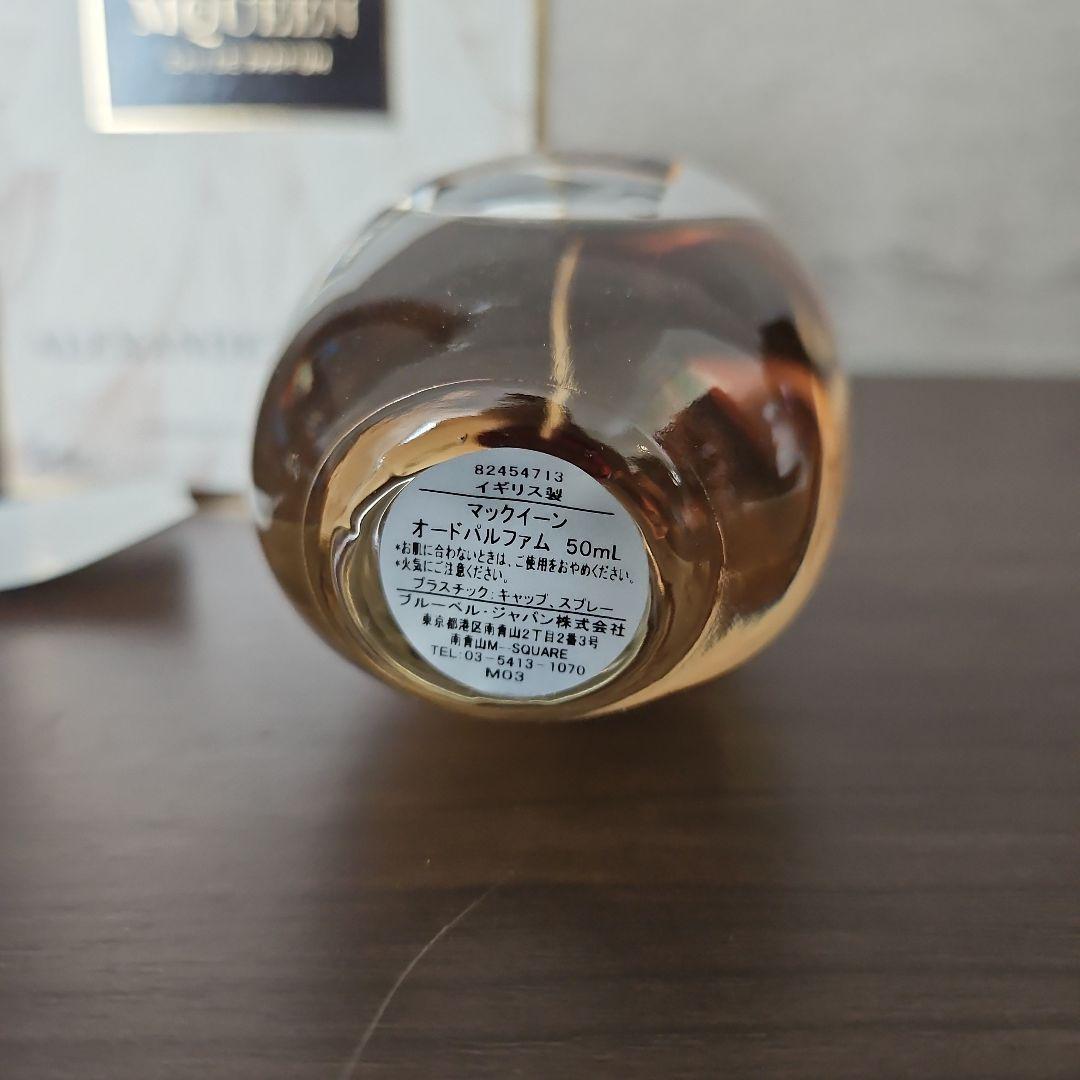 McQUEEN
EAU DE PARFUM
82454713
イギリス製
マックイーン
オードパルファム 50mL
*お肌に合わないときは、ご使用をおやめください。
*火気にご注意ください。
プラスチック:キャップ、スプレー
ブルーベル・ジャパン株式会社
東京都港区南青山2丁目2番3号
南青山M-SQUARE
TEL:03-5413-1070
M03